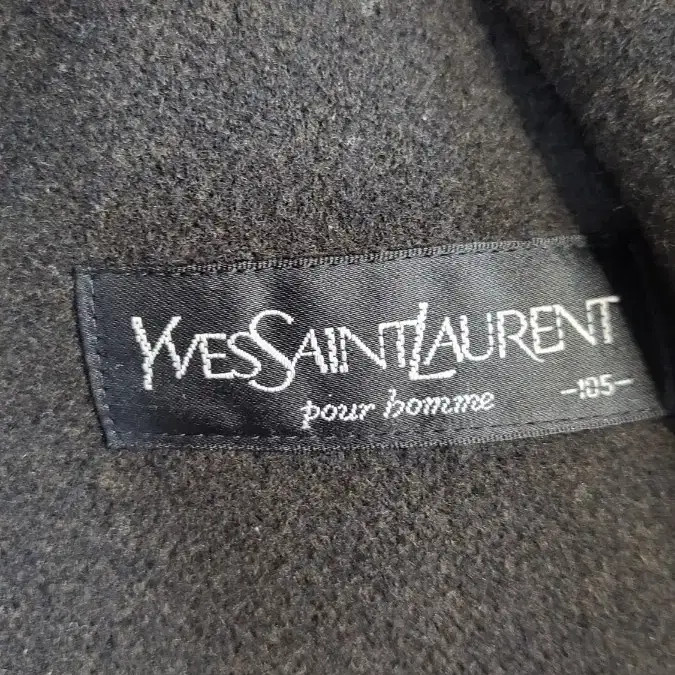 YVESSAINTLAURENT
pour homme
-105-